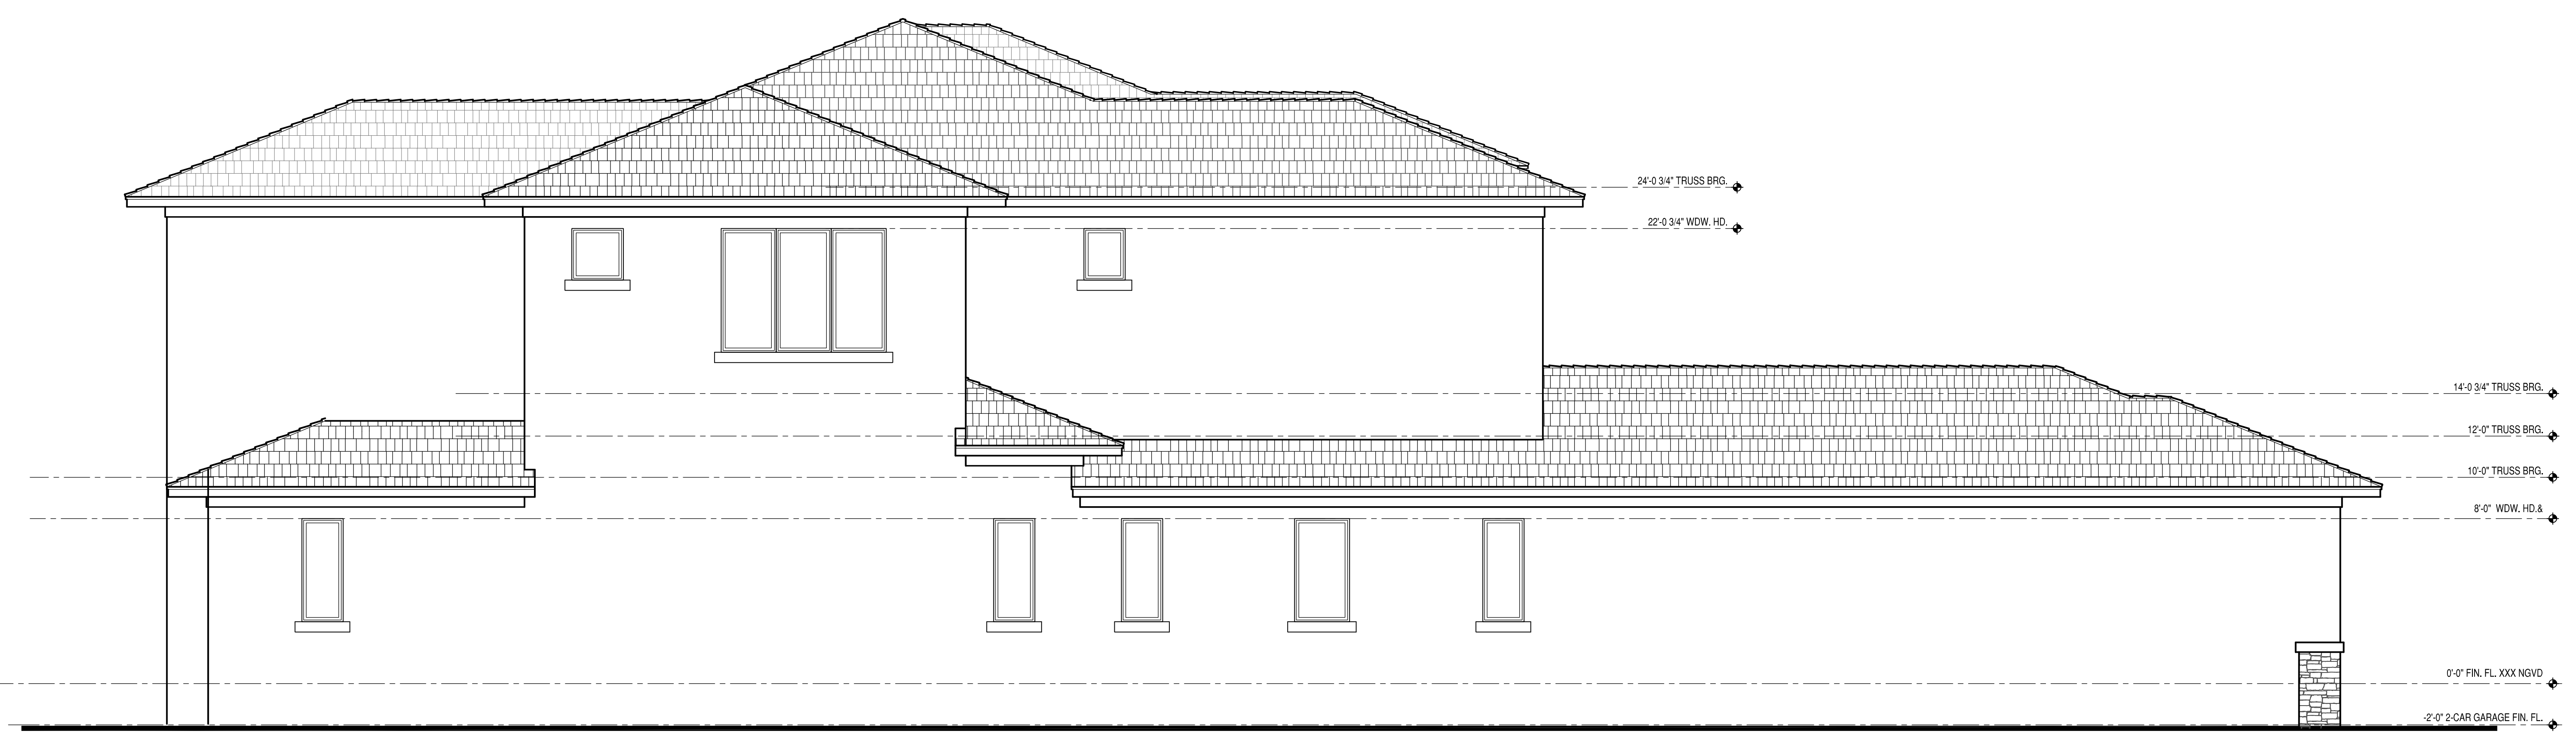 24'-0 3/4" TRUSS BRG.
22'-0 3/4" WDW. HD.
14'-0 3/4" TRUSS BRG.
12'-0" TRUSS BRG.
10'-0" TRUSS BRG.
8'-0" WDW. HD.&
0'-0" FIN. FL. XXX NGVD
-2'-0" 2-CAR GARAGE FIN. FL.